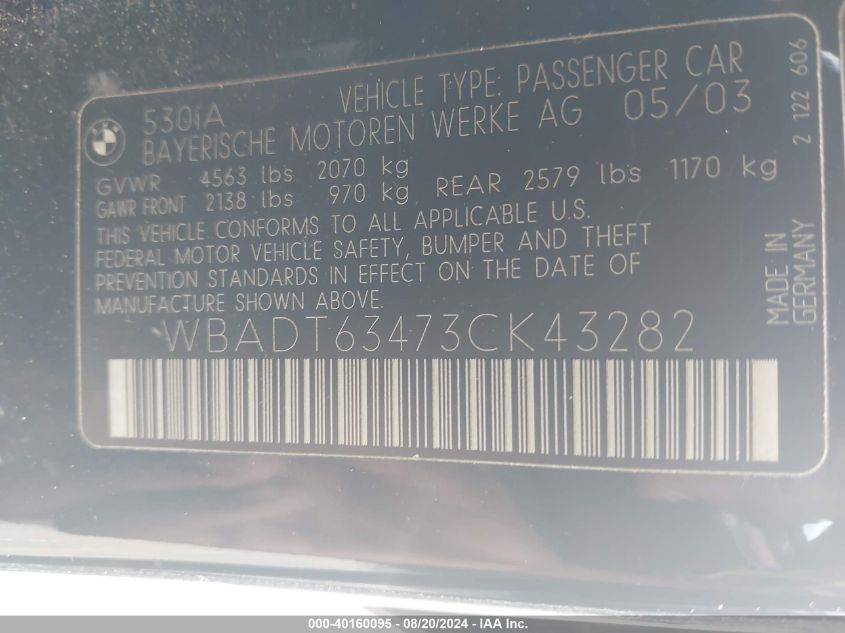 BMW
530iA VEHICLE TYPE: PASSENGER CAR
BAYERISCHE MOTOREN WERKE AG 05/03
GVWR 4563 lbs 2070 kg
GAWR FRONT 2138 lbs 970 kg REAR 2579 lbs 1170 kg
THIS VEHICLE CONFORMS TO ALL APPLICABLE U.S.
FEDERAL MOTOR VEHICLE SAFETY, BUMPER AND THEFT
PREVENTION STANDARDS IN EFFECT ON THE DATE OF
MANUFACTURE SHOWN ABOVE.
WBADT63473CK43282
2 122 606
MADE IN
GERMANY
000-40160095 - 08/20/2024 - IAA Inc.